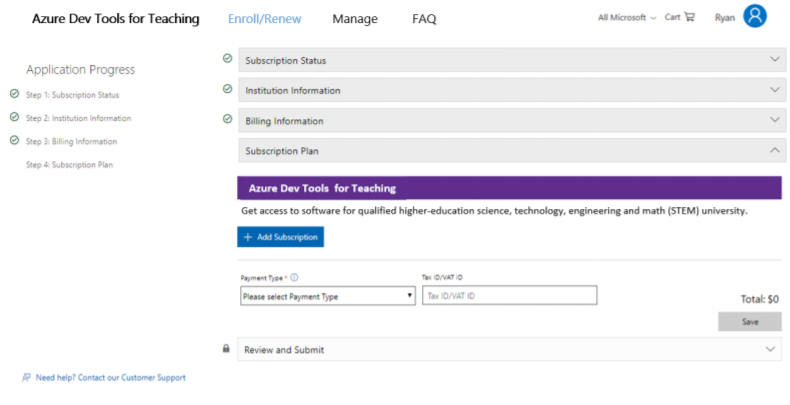 Azure Dev Tools for Teaching Enroll/Renew Manage FAQ All Microsoft Cart Ryan
Application Progress
Step 1: Subscription Status
Step 2: Institution Information
Step 3: Billing Information
Step 4: Subscription Plan
Need help? Contact our Customer Support
Subscription Status
Institution Information
Billing Information
Subscription Plan
Azure Dev Tools for Teaching
Get access to software for qualified higher-education science, technology, engineering and math (STEM) university.
+ Add Subscription
Payment Type * Tax ID/VAT ID
Please select Payment Type Tax ID/VAT ID
Total: $0
Save
Review and Submit